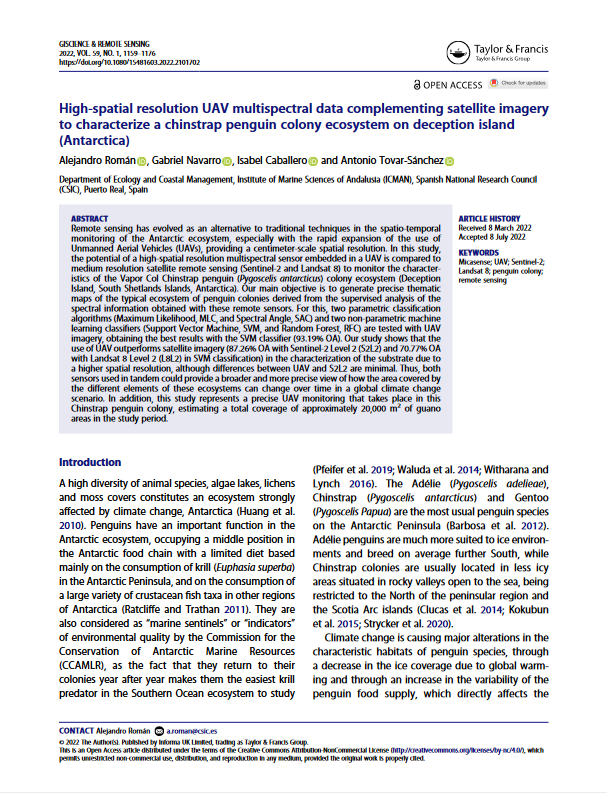 GISCIENCE & REMOTE SENSING
2022, VOL. 59, NO. 1, 1159–1176
https://doi.org/10.1080/15481603.2022.2101702
Taylor & Francis
Taylor & Francis Group
OPEN ACCESS
Check for updates
High-spatial resolution UAV multispectral data complementing satellite imagery
to characterize a chinstrap penguin colony ecosystem on deception island
(Antarctica)
Alejandro Román, Gabriel Navarro, Isabel Caballero and Antonio Tovar-Sánchez
Department of Ecology and Coastal Management, Institute of Marine Sciences of Andalusia (ICMAN), Spanish National Research Council
(CSIC), Puerto Real, Spain
ABSTRACT
Remote sensing has evolved as an alternative to traditional techniques in the spatio-temporal
monitoring of the Antarctic ecosystem, especially with the rapid expansion of the use of
Unmanned Aerial Vehicles (UAVs), providing a centimeter-scale spatial resolution. In this study,
the potential of a high-spatial resolution multispectral sensor embedded in a UAV is compared to
medium resolution satellite remote sensing (Sentinel-2 and Landsat 8) to monitor the character-
istics of the Vapor Col Chinstrap penguin (Pygoscelis antarcticus) colony ecosystem (Deception
Island, South Shetlands Islands, Antarctica). Our main objective is to generate precise thematic
maps of the typical ecosystem of penguin colonies derived from the supervised analysis of the
spectral information obtained with these remote sensors. For this, two parametric classification
algorithms (Maximum Likelihood, MLC, and Spectral Angle, SAC) and two non-parametric machine
learning classifiers (Support Vector Machine, SVM, and Random Forest, RFC) are tested with UAV
imagery, obtaining the best results with the SVM classifier (93.19% OA). Our study shows that the
use of UAV outperforms satellite imagery (87.26% OA with Sentinel-2 Level 2 (S2L2) and 70.77% OA
with Landsat 8 Level 2 (L8L2) in SVM classification) in the characterization of the substrate due to
a higher spatial resolution, although differences between UAV and S2L2 are minimal. Thus, both
sensors used in tandem could provide a broader and more precise view of how the area covered by
the different elements of these ecosystems can change over time in a global climate change
scenario. In addition, this study represents a precise UAV monitoring that takes place in this
Chinstrap penguin colony, estimating a total coverage of approximately 20,000 m² of guano
areas in the study period.
ARTICLE HISTORY
Received 8 March 2022
Accepted 8 July 2022
KEYWORDS
Micasense; UAV; Sentinel-2;
Landsat 8; penguin colony;
remote sensing
Introduction
A high diversity of animal species, algae lakes, lichens
and moss covers constitutes an ecosystem strongly
affected by climate change, Antarctica (Huang et al.
2010). Penguins have an important function in the
Antarctic ecosystem, occupying a middle position in
the Antarctic food chain with a limited diet based
mainly on the consumption of krill (Euphasia superba)
in the Antarctic Peninsula, and on the consumption of
a large variety of crustacean fish taxa in other regions
of Antarctica (Ratcliffe and Trathan 2011). They are
also considered as “marine sentinels” or “indicators”
of environmental quality by the Commission for the
Conservation of Antarctic Marine Resources
(CCAMLR), as the fact that they return to their
colonies year after year makes them the easiest krill
predator in the Southern Ocean ecosystem to study
(Pfeifer et al. 2019; Waluda et al. 2014; Witharana and
Lynch 2016). The Adélie (Pygoscelis adelieae),
Chinstrap (Pygoscelis antarcticus) and Gentoo
(Pygoscelis Papua) are the most usual penguin species
on the Antarctic Peninsula (Barbosa et al. 2012).
Adélie penguins are much more suited to ice environ-
ments and breed on average further South, while
Chinstrap colonies are usually located in less icy
areas situated in rocky valleys open to the sea, being
restricted to the North of the peninsular region and
the Scotia Arc islands (Clucas et al. 2014; Kokubun
et al. 2015; Strycker et al. 2020).
Climate change is causing major alterations in the
characteristic habitats of penguin species, through
a decrease in the ice coverage due to global warm-
ing and through an increase in the variability of the
penguin food supply, which directly affects the
CONTACT Alejandro Román a.roman@csic.es
© 2022 The Author(s). Published by Informa UK Limited, trading as Taylor & Francis Group.
This is an Open Access article distributed under the terms of the Creative Commons Attribution-NonCommercial License (http://creativecommons.org/licenses/by-nc/4.0/), which
permits unrestricted non-commercial use, distribution, and reproduction in any medium, provided the original work is properly cited.